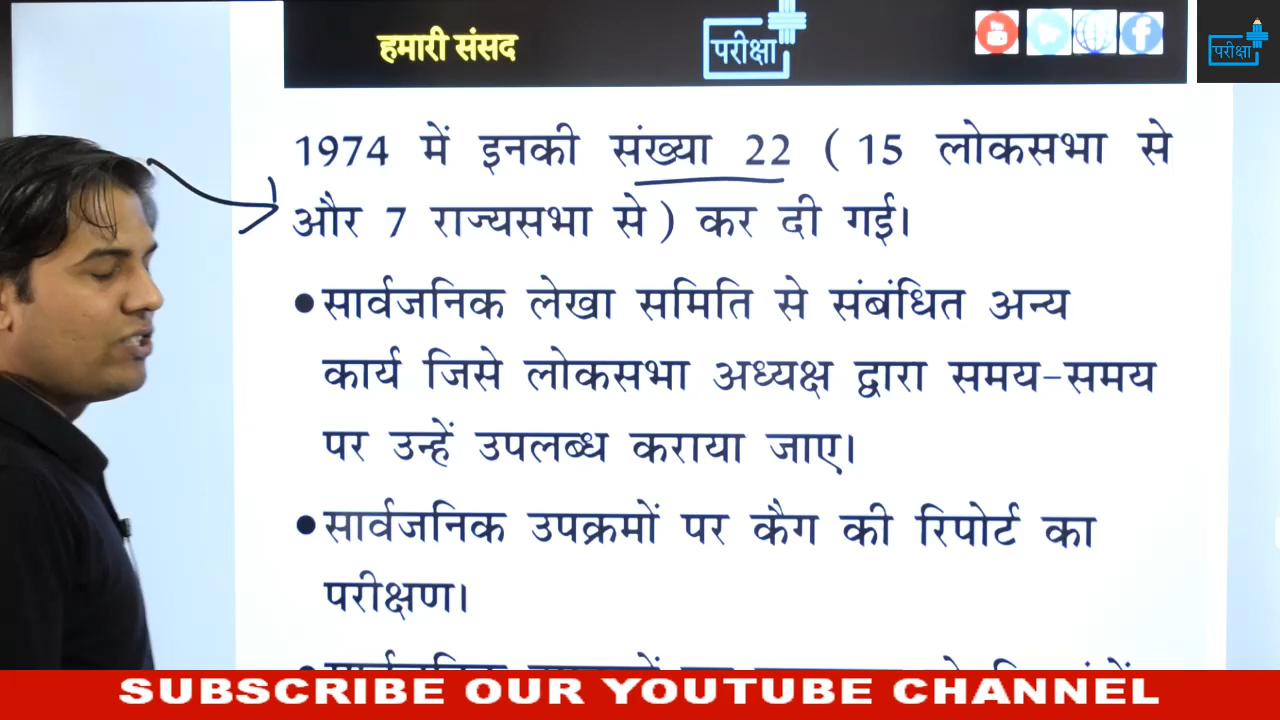 हमारी संसद
परीक्षा
परीक्षा
1974 में इनकी संख्या 22 ( 15 लोकसभा से
और 7 राज्यसभा से ) कर दी गई।
•सार्वजनिक लेखा समिति से संबंधित अन्य
कार्य जिसे लोकसभा अध्यक्ष द्वारा समय-समय
पर उन्हें उपलब्ध कराया जाए।
•सार्वजनिक उपक्रमों पर कैग की रिपोर्ट का
परीक्षण।
SUBSCRIBE OUR YOUTUBE CHANNEL